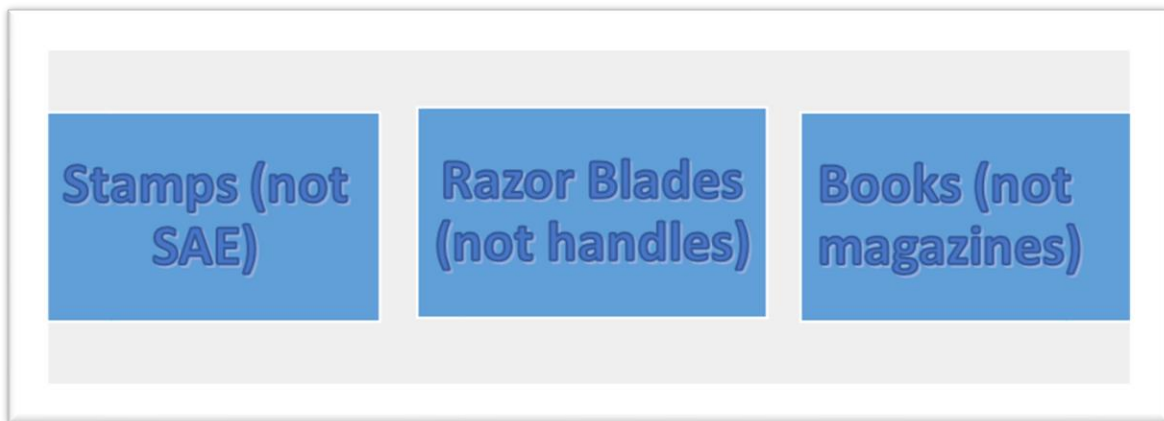 Stamps (not
SAE)
Razor Blades
(not handles)
Books (not
magazines)